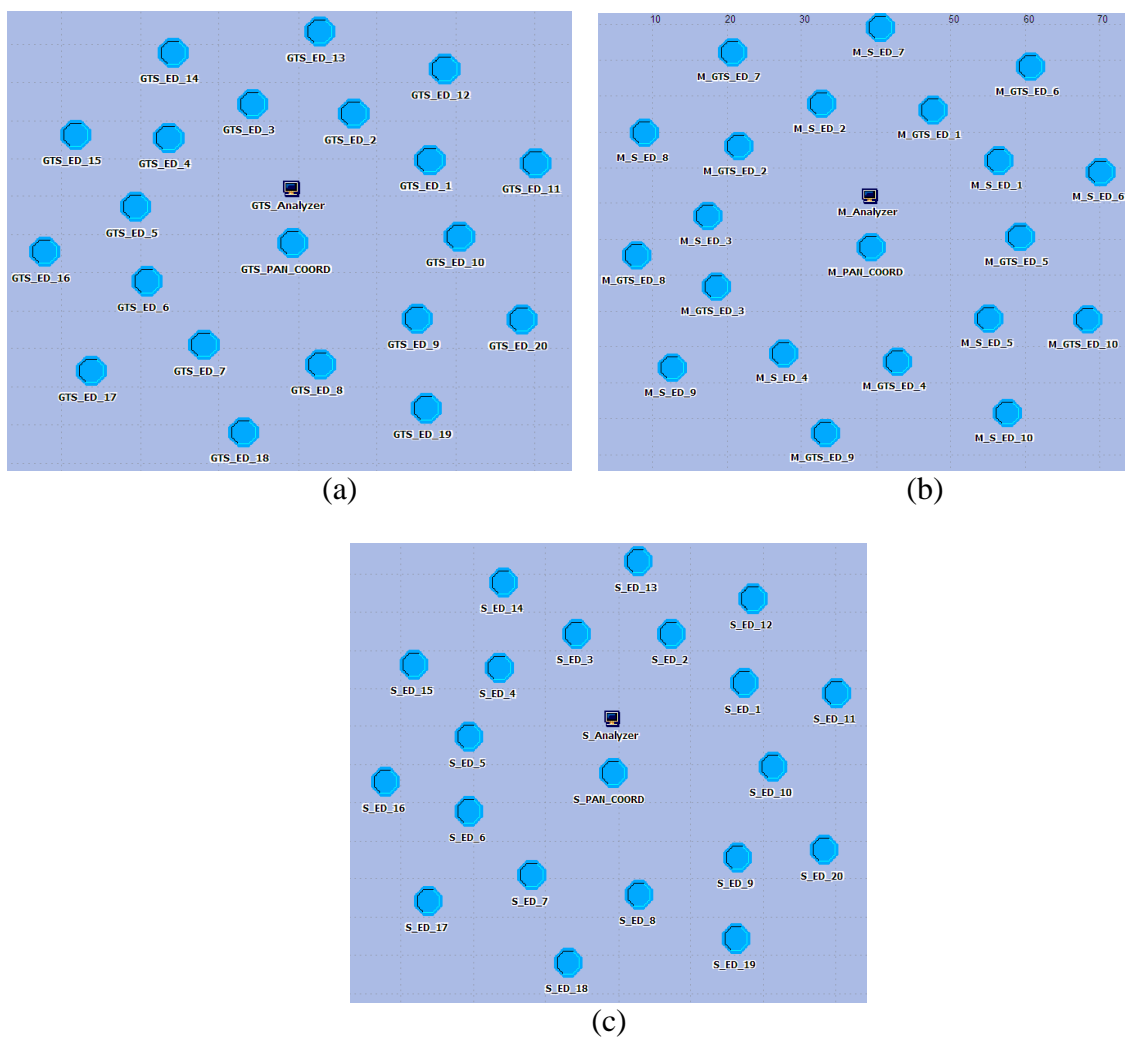 GTS_ED_13
GTS_ED_14
GTS_ED_12
GTS_ED_3
GTS_ED_2
GTS_ED_15
GTS_ED_4
GTS_ED_1
GTS_ED_11
GTS_Analyzer
GTS_ED_5
GTS_ED_10
GTS_ED_16
GTS_PAN_COORD
GTS_ED_6
GTS_ED_9
GTS_ED_20
GTS_ED_7
GTS_ED_8
GTS_ED_17
GTS_ED_19
GTS_ED_18
(a)
10 20 30 50 60 70
M_S_ED_7
M_GTS_ED_7
M_GTS_ED_6
M_S_ED_2
M_GTS_ED_1
M_S_ED_8
M_GTS_ED_2
M_S_ED_1
M_S_ED_6
M_Analyzer
M_S_ED_3
M_GTS_ED_5
M_GTS_ED_8
M_PAN_COORD
M_GTS_ED_3
M_S_ED_5
M_GTS_ED_10
M_S_ED_4
M_GTS_ED_4
M_S_ED_9
M_S_ED_10
M_GTS_ED_9
(b)
S_ED_13
S_ED_14
S_ED_12
S_ED_3
S_ED_2
S_ED_15
S_ED_4
S_ED_1
S_ED_11
S_Analyzer
S_ED_5
S_ED_10
S_ED_16
S_PAN_COORD
S_ED_6
S_ED_9
S_ED_20
S_ED_7
S_ED_8
S_ED_17
S_ED_19
S_ED_18
(c)